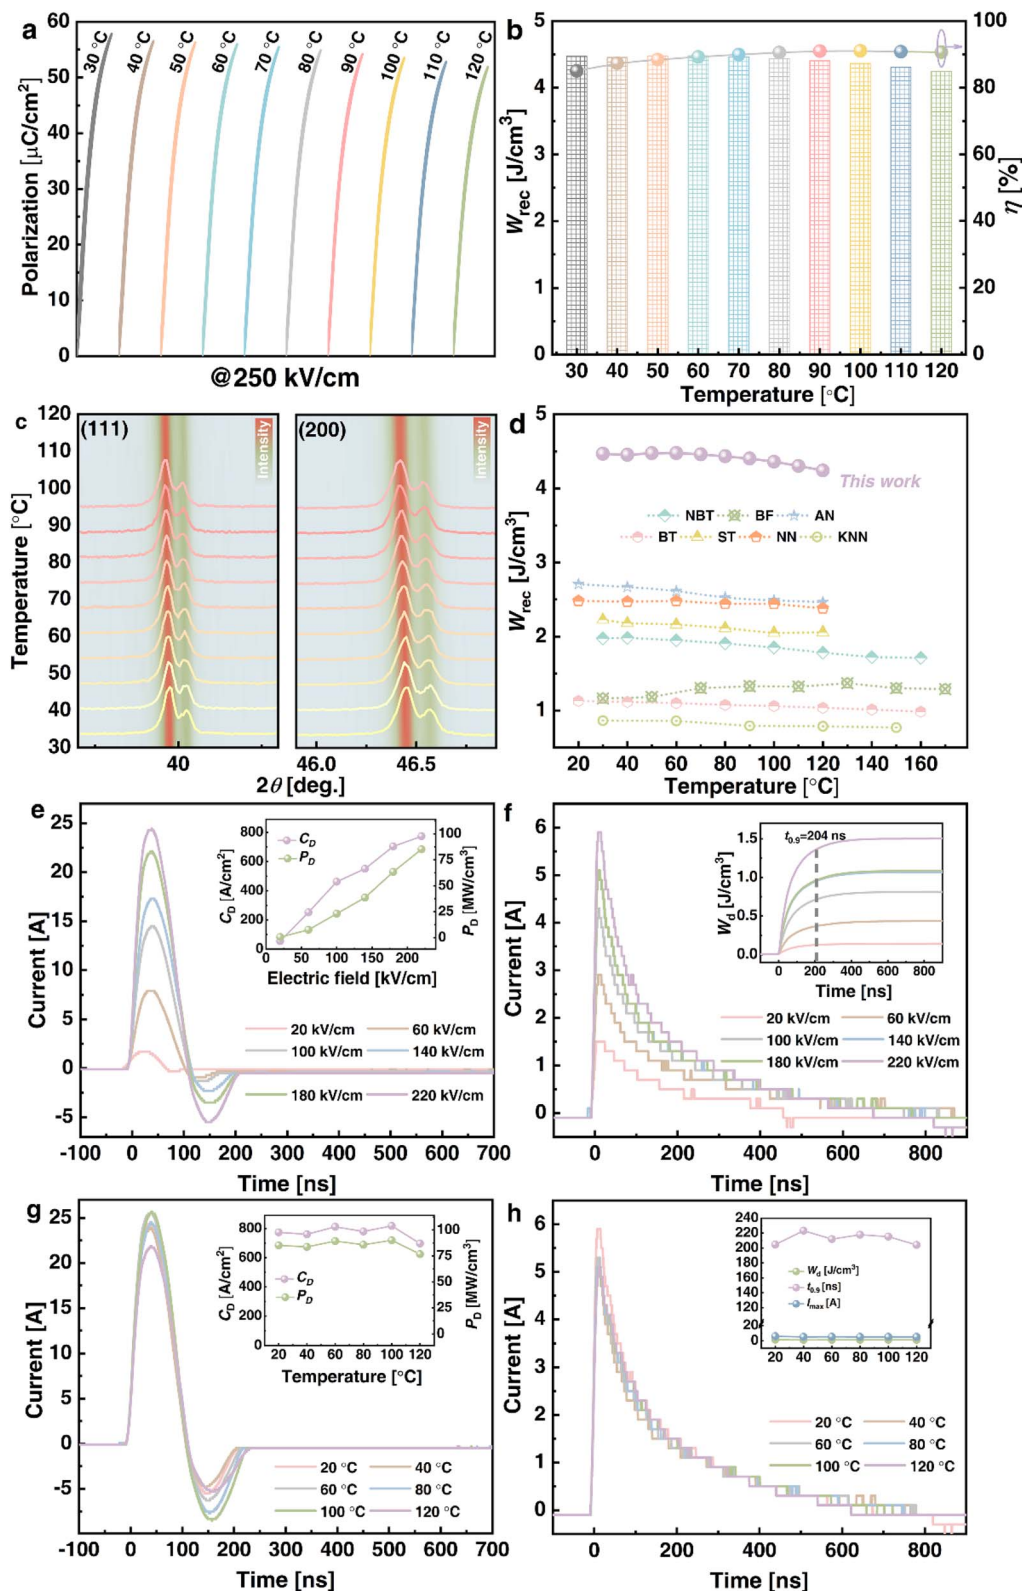 a
Polarization [μC/cm²]
60
50
40
30
20
10
0
30 °C
40 °C
50 °C
60 °C
70 °C
80 °C
90 °C
100 °C
110 °C
120 °C
@250 kV/cm
b
W_rec [J/cm³]
5
4
3
2
1
0
100
80
60
40
20
0
η [%]
30 40 50 60 70 80 90 100 110 120
Temperature [°C]
c
Temperature [°C]
120
110
100
90
80
70
60
50
40
30
(111)
Intensity
(200)
Intensity
40
46.0 46.5
2θ [deg.]
d
W_rec [J/cm³]
5
4
3
2
1
This work
NBT BF AN
BT ST NN KNN
20 40 60 80 100 120 140 160
Temperature [°C]
e
Current [A]
25
20
15
10
5
0
-5
C_D [A/cm²]
800
600
400
200
0
C_D
P_D
100
75
50
25
0
P_D [MW/cm³]
0 50 100 150 200
Electric field [kV/cm]
20 kV/cm 60 kV/cm
100 kV/cm 140 kV/cm
180 kV/cm 220 kV/cm
-100 0 100 200 300 400 500 600 700
Time [ns]
f
Current [A]
6
5
4
3
2
1
0
W_d [J/cm³]
1.5
1.0
0.5
0.0
t_0.9=204 ns
0 200 400 600 800
Time [ns]
20 kV/cm 60 kV/cm
100 kV/cm 140 kV/cm
180 kV/cm 220 kV/cm
0 200 400 600 800
Time [ns]
g
Current [A]
25
20
15
10
5
0
-5
C_D [A/cm²]
800
600
400
200
0
C_D
P_D
100
75
50
25
0
P_D [MW/cm³]
20 40 60 80 100 120
Temperature [°C]
20 °C 40 °C
60 °C 80 °C
100 °C 120 °C
-100 0 100 200 300 400 500 600 700
Time [ns]
h
Current [A]
6
5
4
3
2
1
0
240
220
200
180
160
140
120
20
0
W_d [J/cm³]
t_0.9 [ns]
I_max [A]
20 40 60 80 100 120
20 °C 40 °C
60 °C 80 °C
100 °C 120 °C
0 200 400 600 800
Time [ns]